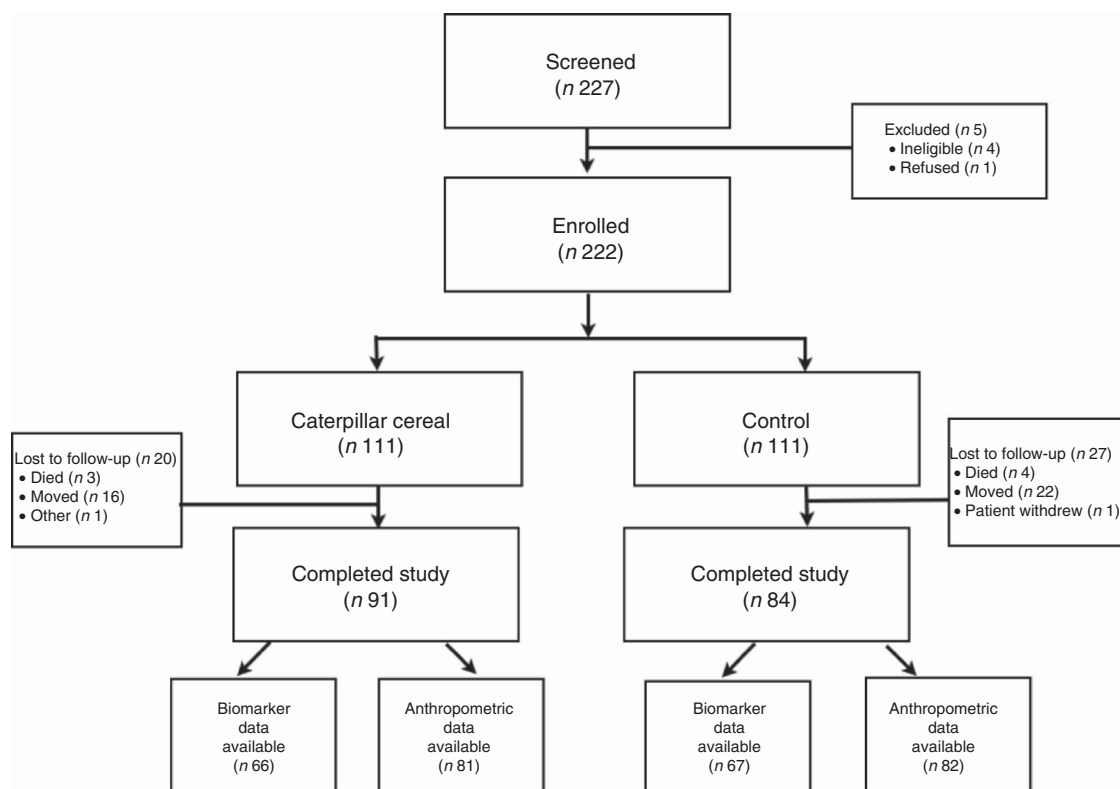 Screened
(n 227)
Excluded (n 5)
• Ineligible (n 4)
• Refused (n 1)
Enrolled
(n 222)
Caterpillar cereal
(n 111)
Control
(n 111)
Lost to follow-up (n 20)
• Died (n 3)
• Moved (n 16)
• Other (n 1)
Lost to follow-up (n 27)
• Died (n 4)
• Moved (n 22)
• Patient withdrew (n 1)
Completed study
(n 91)
Completed study
(n 84)
Biomarker
data
available
(n 66)
Anthropometric
data
available
(n 81)
Biomarker
data
available
(n 67)
Anthropometric
data
available
(n 82)